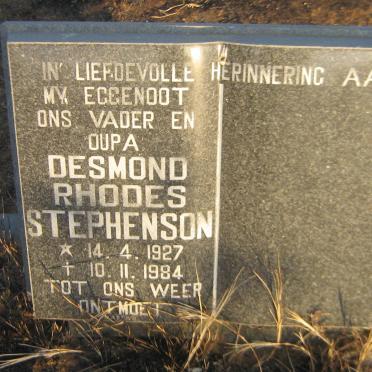 IN LIEFDEVOLLE HERINNERING AA
MY EGGENOOT
ONS VADER EN
OUPA
DESMOND
RHODES
STEPHENSON
* 14.4.1927
† 10.11.1984
TOT ONS WEER
ONTMOET